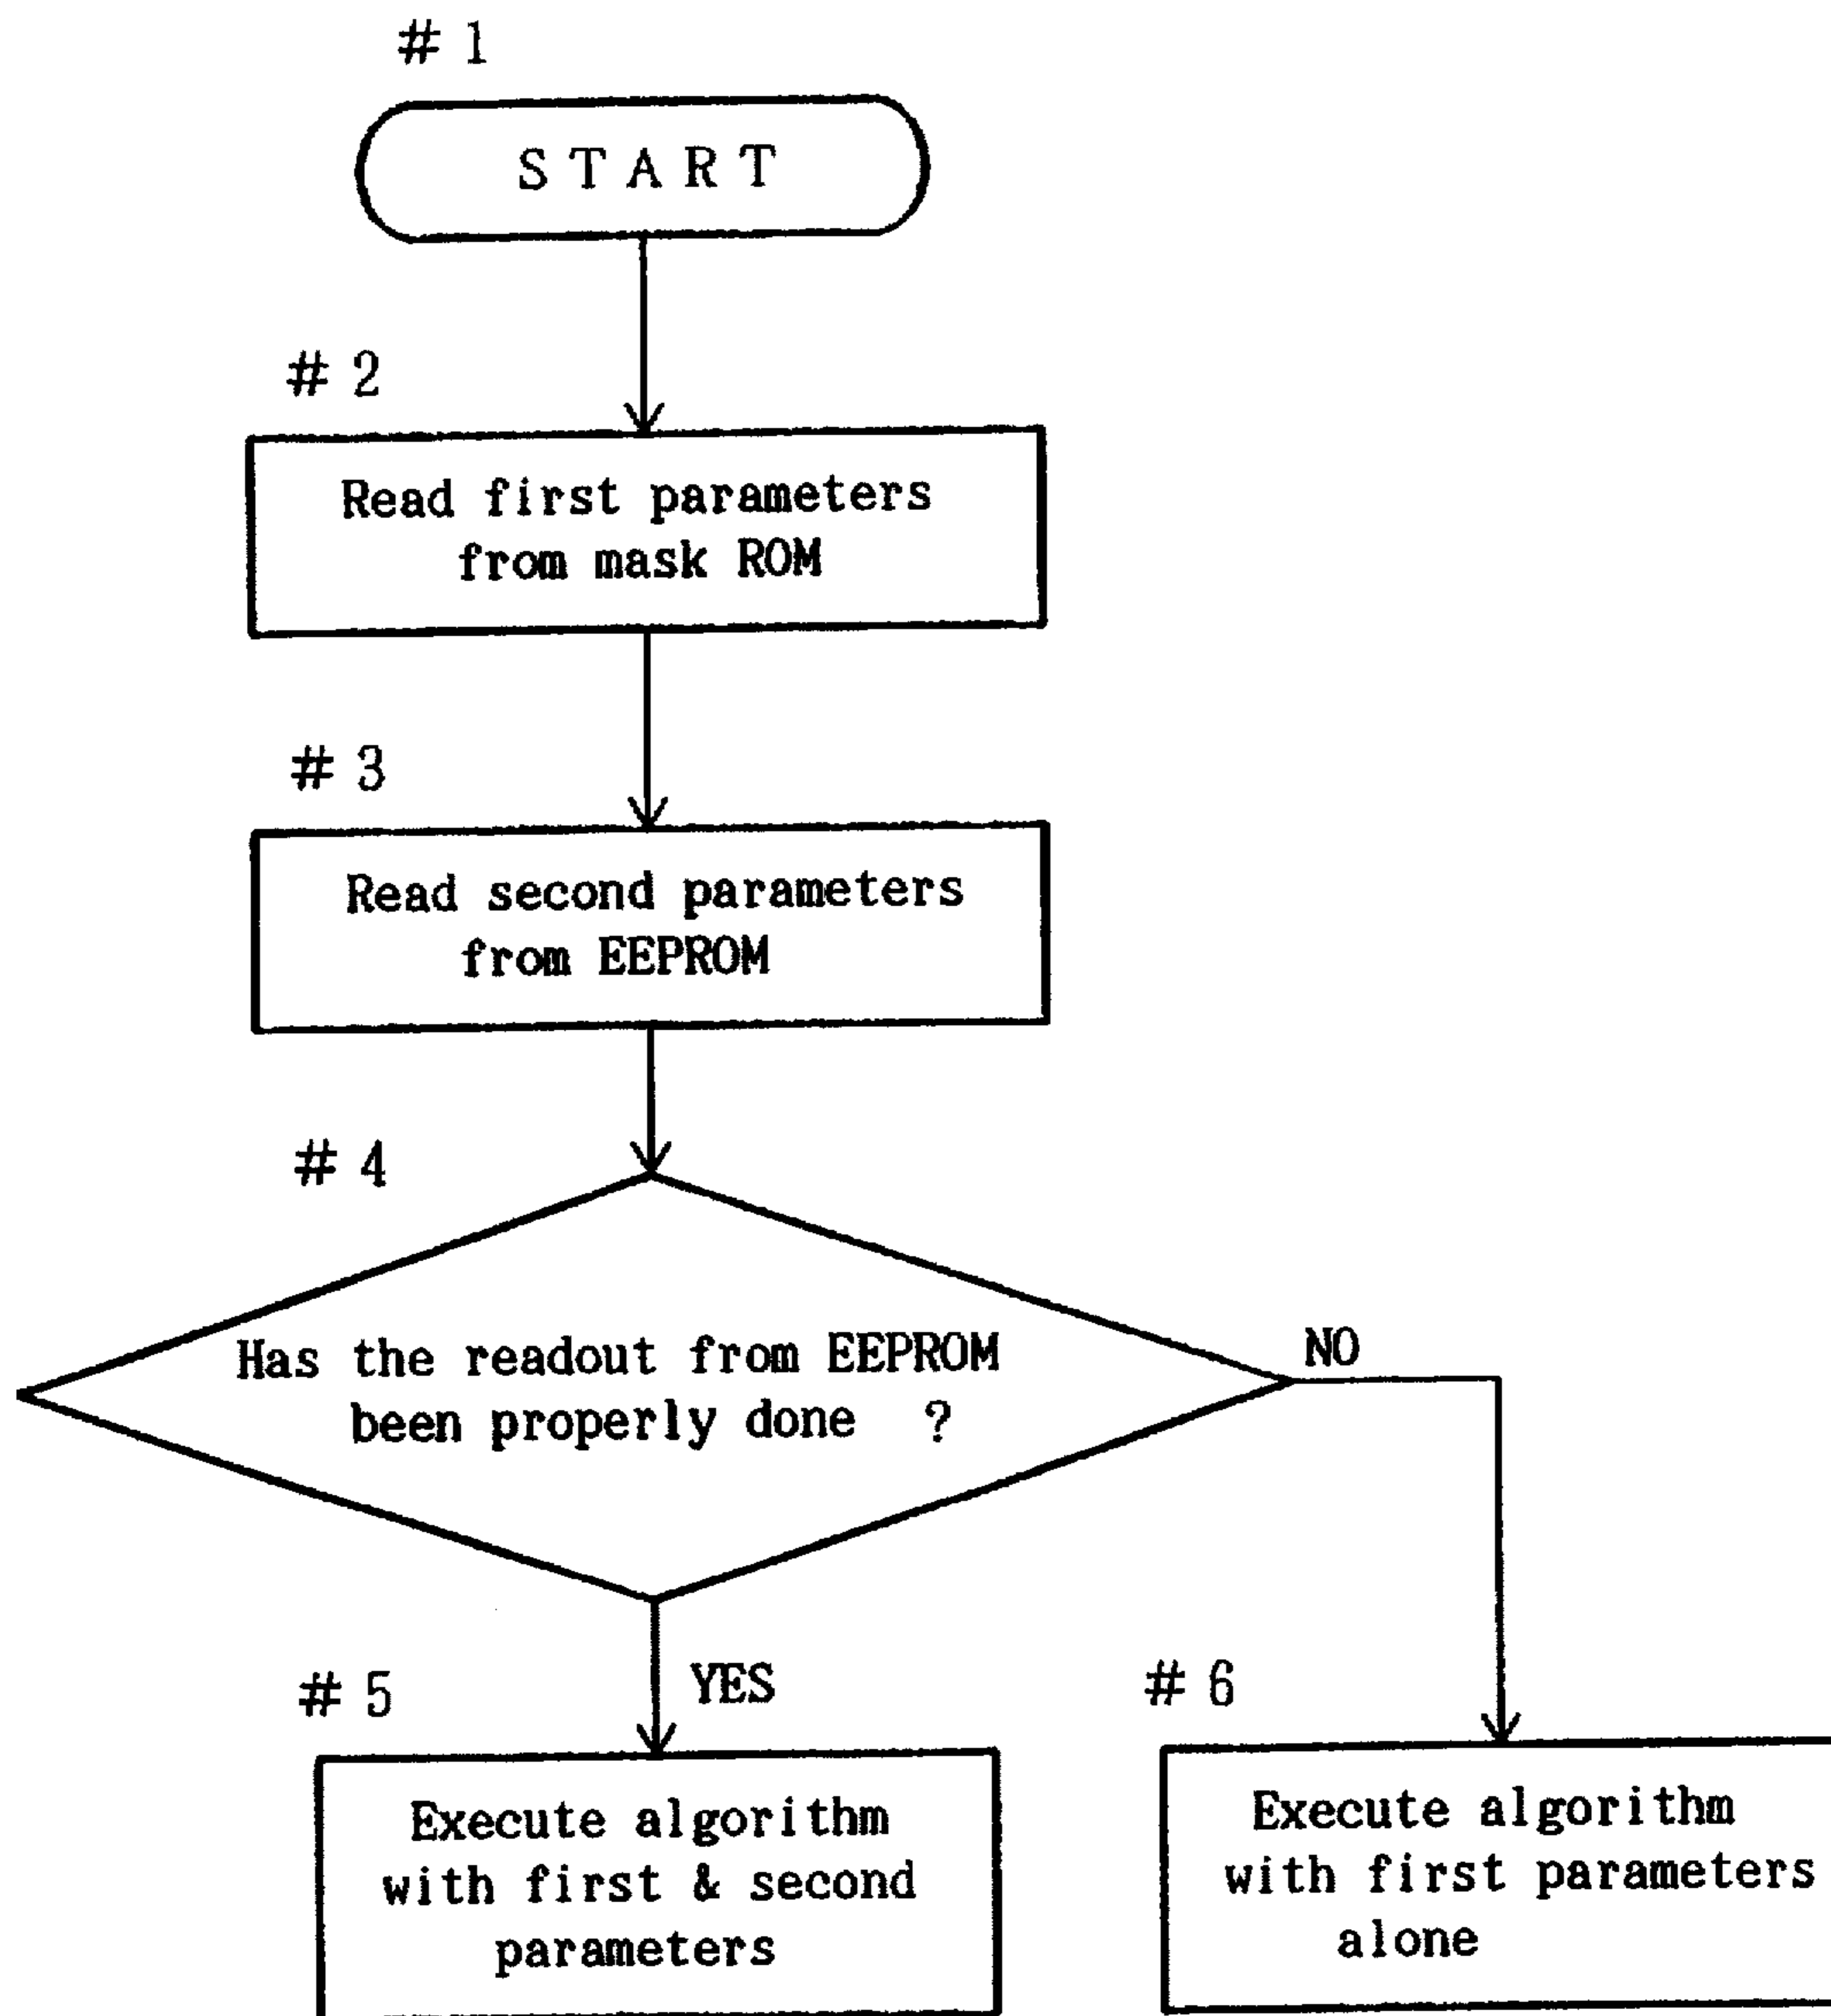 # 1
START
# 2
Read first parameters
from mask ROM
# 3
Read second parameters
from EEPROM
# 4
Has the readout from EEPROM
been properly done ?
NO
YES
# 5
Execute algorithm
with first & second
parameters
# 6
Execute algorithm
with first parameters
alone